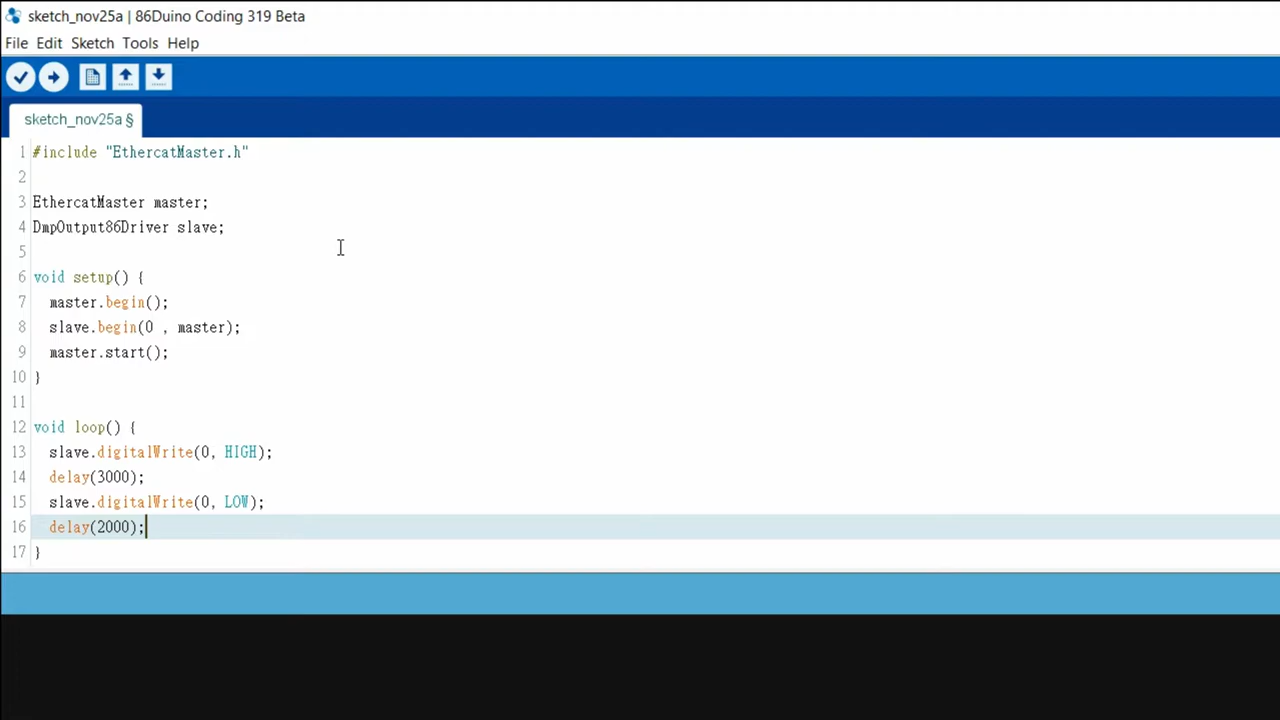 sketch_nov25a | 86Duino Coding 319 Beta
File Edit Sketch Tools Help
sketch_nov25a §
1 #include "EthercatMaster.h"
2
3 EthercatMaster master;
4 DmpOutput86Driver slave;
5
6 void setup() {
7   master.begin();
8   slave.begin(0 , master);
9   master.start();
10 }
11
12 void loop() {
13   slave.digitalWrite(0, HIGH);
14   delay(3000);
15   slave.digitalWrite(0, LOW);
16   delay(2000);
17 }